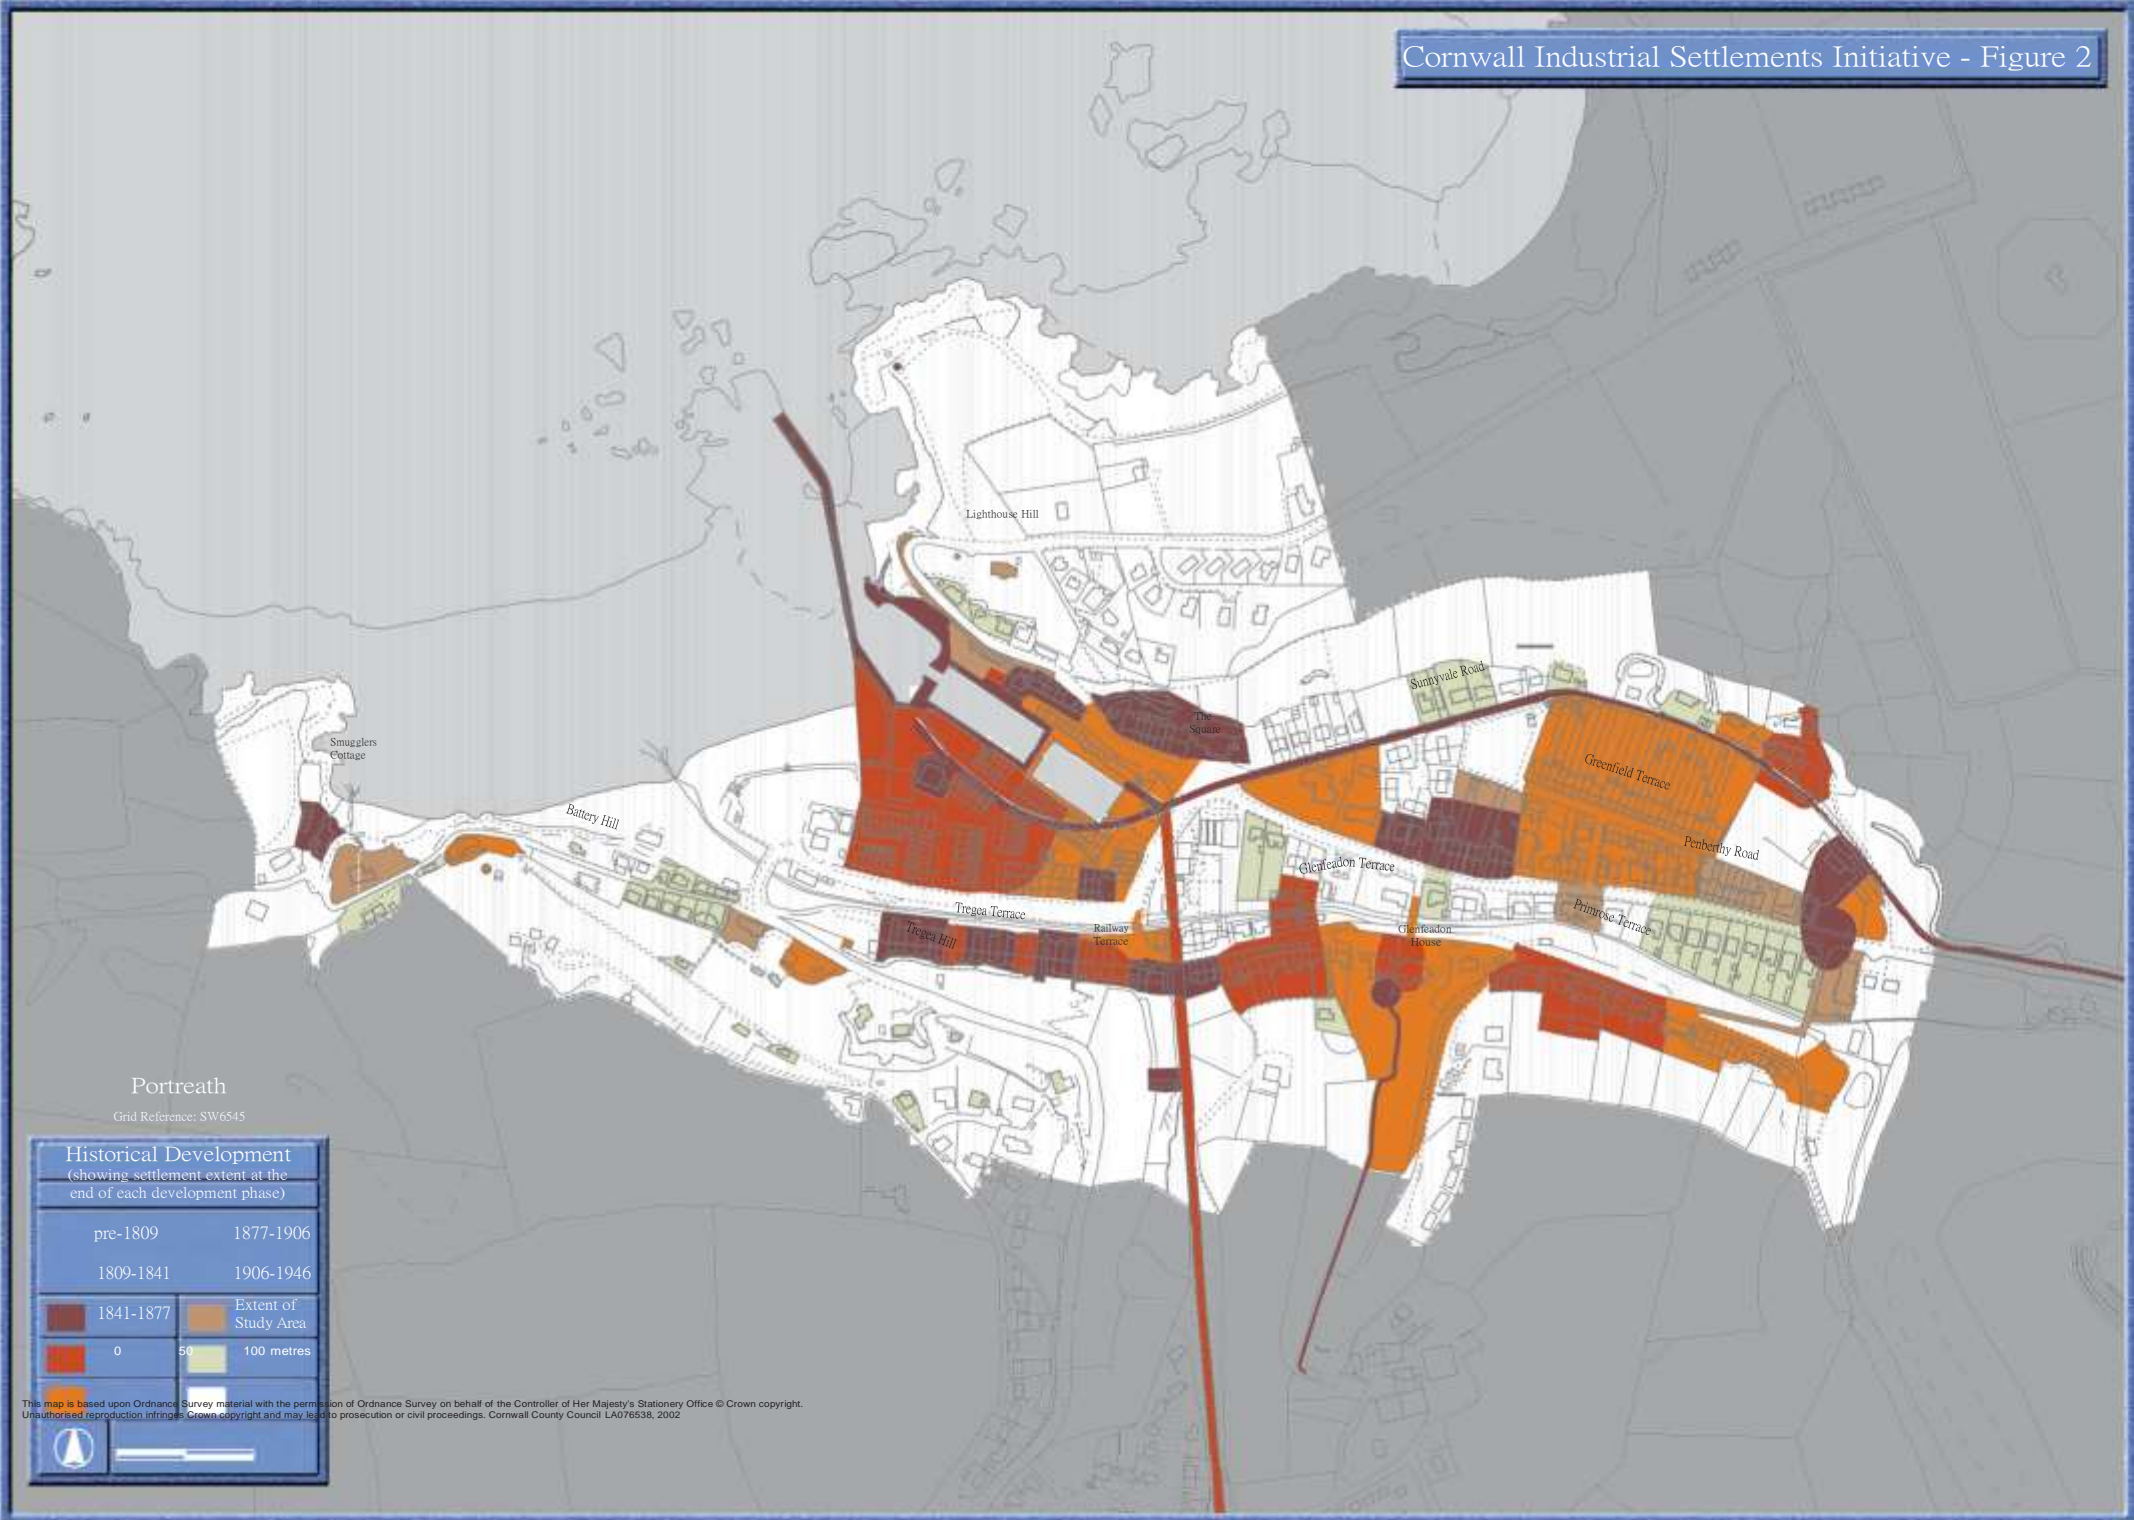 Cornwall Industrial Settlements Initiative - Figure 2
Lighthouse Hill
Sunnyvale Road
The
Square
Smugglers
Cottage
Greenfield Terrace
Battery Hill
Penberthy Road
Glenfeadon Terrace
Tregea Terrace
Primrose Terrace
Tregea Hill
Railway
Terrace
Glenfeadon
House
Portreath
Grid Reference: SW6545
Historical Development
(showing settlement extent at the
end of each development phase)
pre-1809
1877-1906
1809-1841
1906-1946
1841-1877
Extent of
Study Area
0 50 100 metres
This map is based upon Ordnance Survey material with the permission of Ordnance Survey on behalf of the Controller of Her Majesty's Stationery Office © Crown copyright.
Unauthorised reproduction infringes Crown copyright and may lead to prosecution or civil proceedings. Cornwall County Council LA076538, 2002